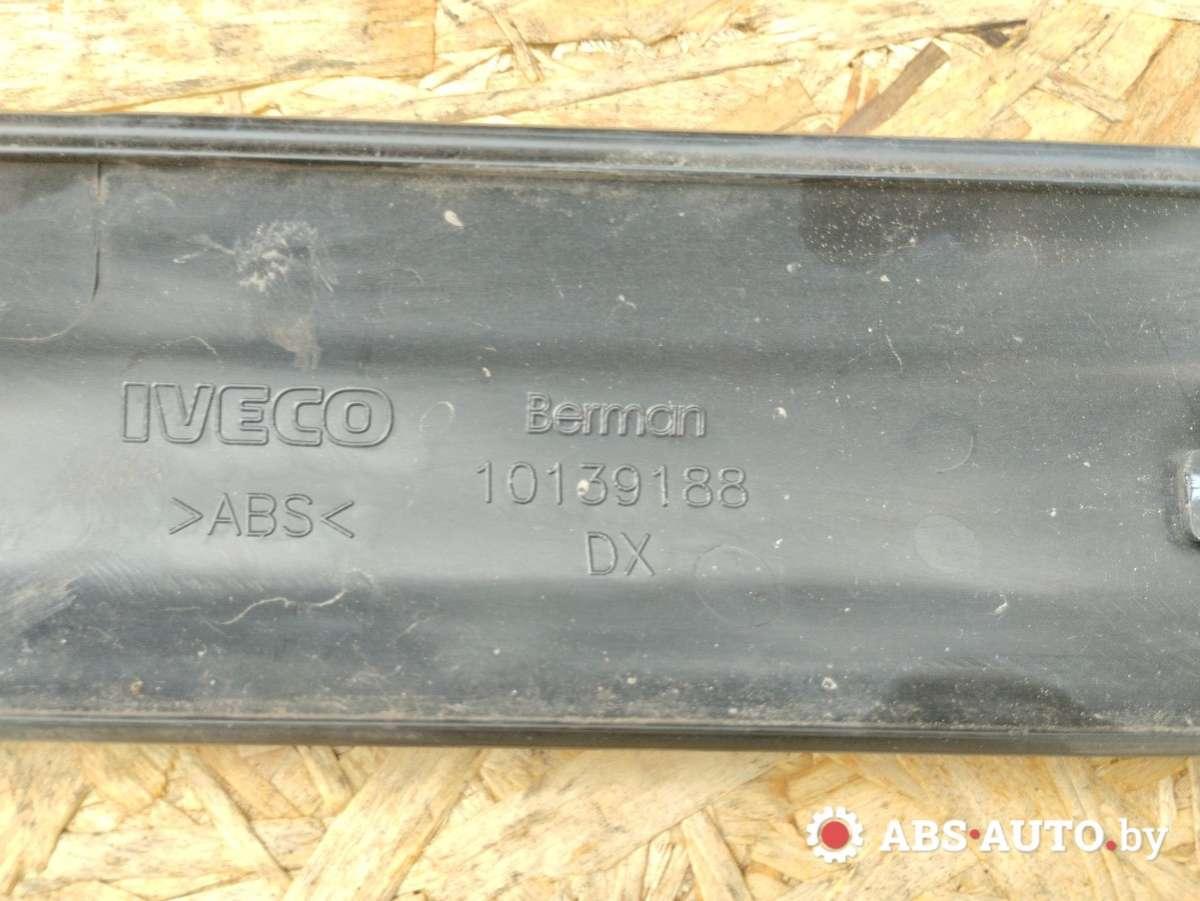 IVECO
>ABS<
Berman
10139188
DX
ABS·AUTO.by